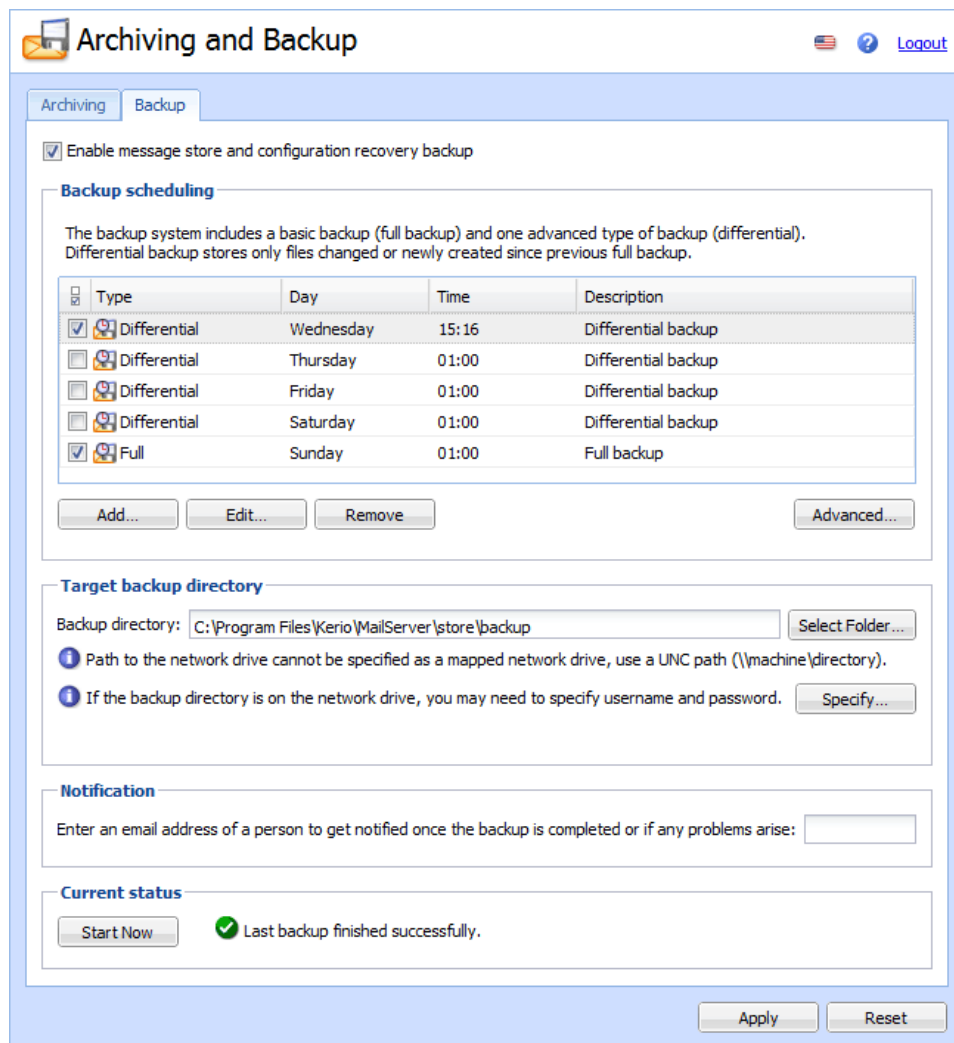 Archiving and Backup
Logout
Archiving Backup
Enable message store and configuration recovery backup
Backup scheduling
The backup system includes a basic backup (full backup) and one advanced type of backup (differential).
Differential backup stores only files changed or newly created since previous full backup.
Type Day Time Description
Differential Wednesday 15:16 Differential backup
Differential Thursday 01:00 Differential backup
Differential Friday 01:00 Differential backup
Differential Saturday 01:00 Differential backup
Full Sunday 01:00 Full backup
Add... Edit... Remove Advanced...
Target backup directory
Backup directory: C:\Program Files\Kerio\MailServer\store\backup Select Folder...
Path to the network drive cannot be specified as a mapped network drive, use a UNC path (\\machine\directory).
If the backup directory is on the network drive, you may need to specify username and password. Specify...
Notification
Enter an email address of a person to get notified once the backup is completed or if any problems arise:
Current status
Start Now Last backup finished successfully.
Apply Reset